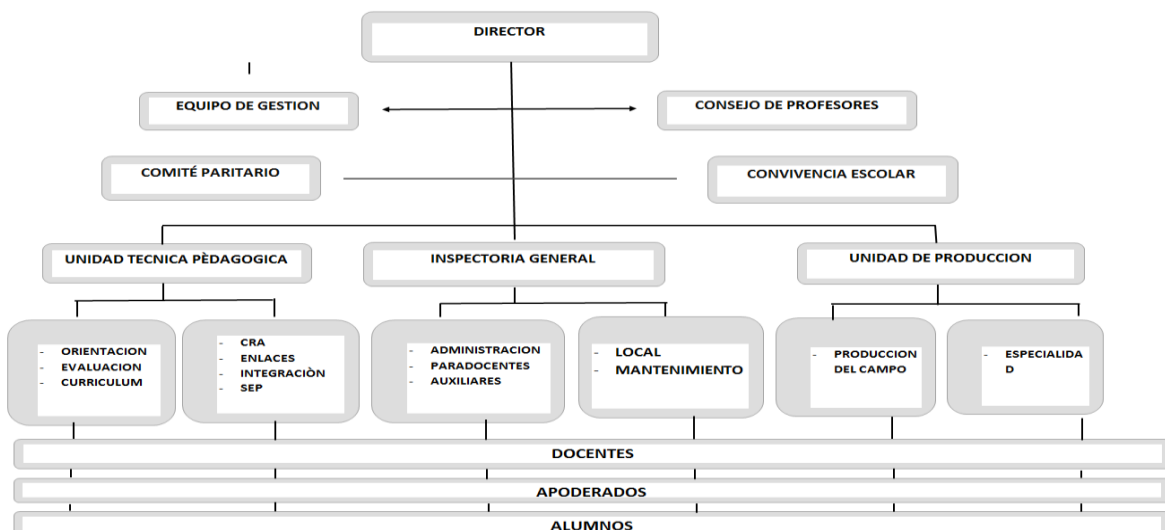 DIRECTOR
EQUIPO DE GESTION
CONSEJO DE PROFESORES
COMITÉ PARITARIO
CONVIVENCIA ESCOLAR
UNIDAD TECNICA PÈDAGOGICA
INSPECTORIA GENERAL
UNIDAD DE PRODUCCION
- ORIENTACION
- EVALUACION
- CURRICULUM
- CRA
- ENLACES
- INTEGRACIÒN
- SEP
- ADMINISTRACION
- PARADOCENTES
- AUXILIARES
- LOCAL
- MANTENIMIENTO
- PRODUCCION
DEL CAMPO
- ESPECIALIDA
D
DOCENTES
APODERADOS
ALUMNOS